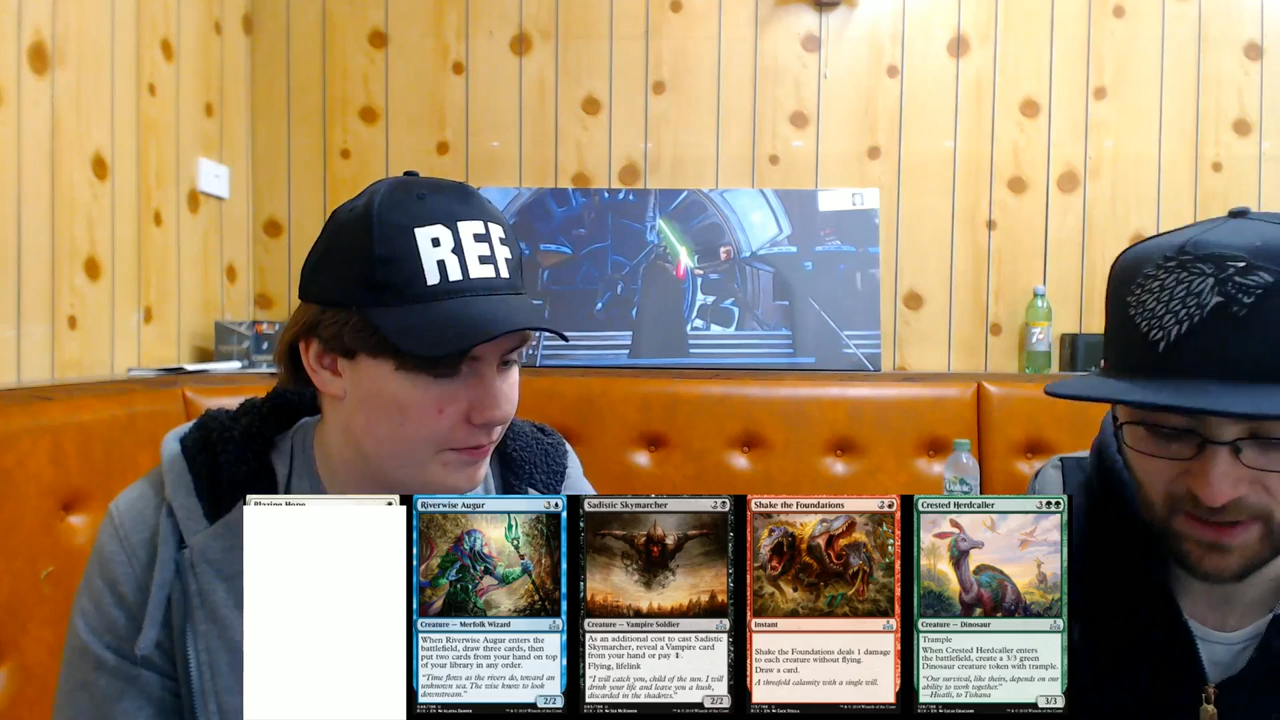 REF
7
Blazing Hope
Riverwise Augur 3
Creature — Merfolk Wizard
When Riverwise Augur enters the
battlefield, draw three cards, then
put two cards from your hand on top
of your library in any order.
"Time flows as the rivers do, toward an
unknown sea. The wise know to look
downstream."
2/2
Sadistic Skymarcher 2
Creature — Vampire Soldier
As an additional cost to cast Sadistic
Skymarcher, reveal a Vampire card
from your hand or pay 1.
Flying, lifelink
"I will catch you, child of the sun. I will
drink your life and leave you a husk,
discarded in the shadows."
2/2
Shake the Foundations 2
Instant
Shake the Foundations deals 1 damage
to each creature without flying.
Draw a card.
A threefold calamity with a single will.
Crested Herdcaller 3
Creature — Dinosaur
Trample
When Crested Herdcaller enters
the battlefield, create a 3/3 green
Dinosaur creature token with trample.
"Our survival, like theirs, depends on our
ability to work together."
—Huatli, to Tishana
3/3